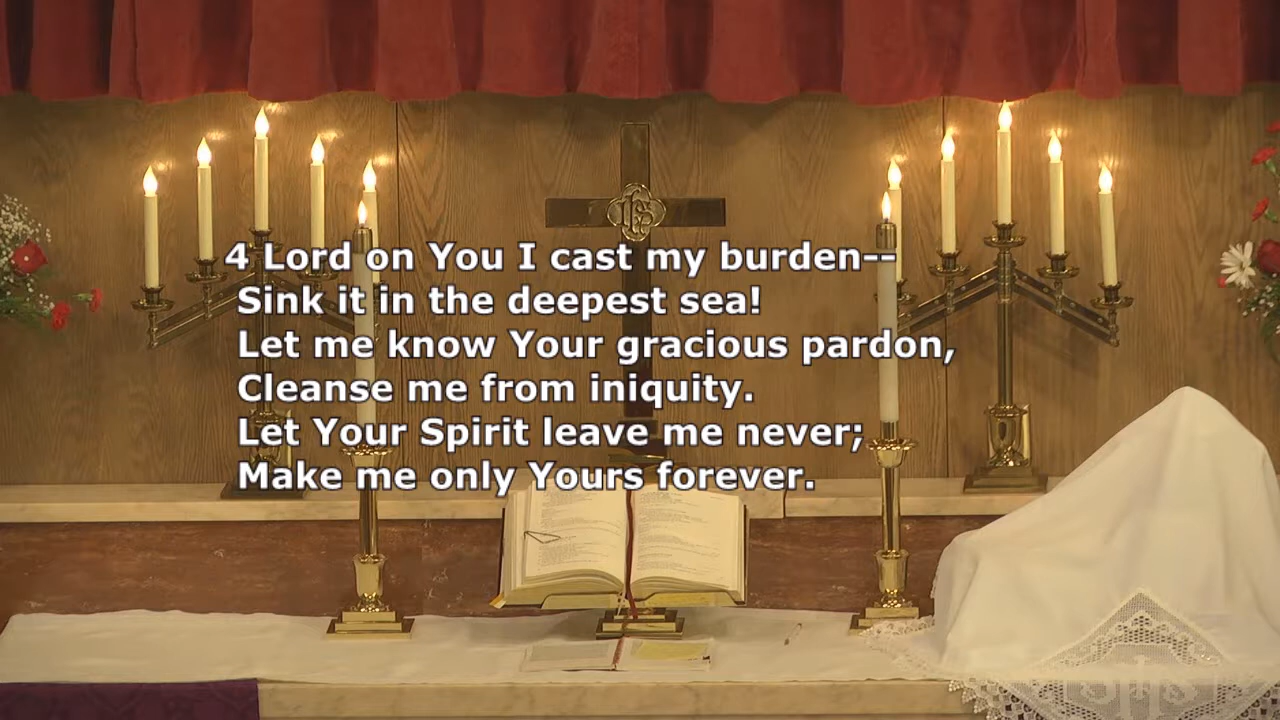 4 Lord on You I cast my burden--
Sink it in the deepest sea!
Let me know Your gracious pardon,
Cleanse me from iniquity.
Let Your Spirit leave me never;
Make me only Yours forever.